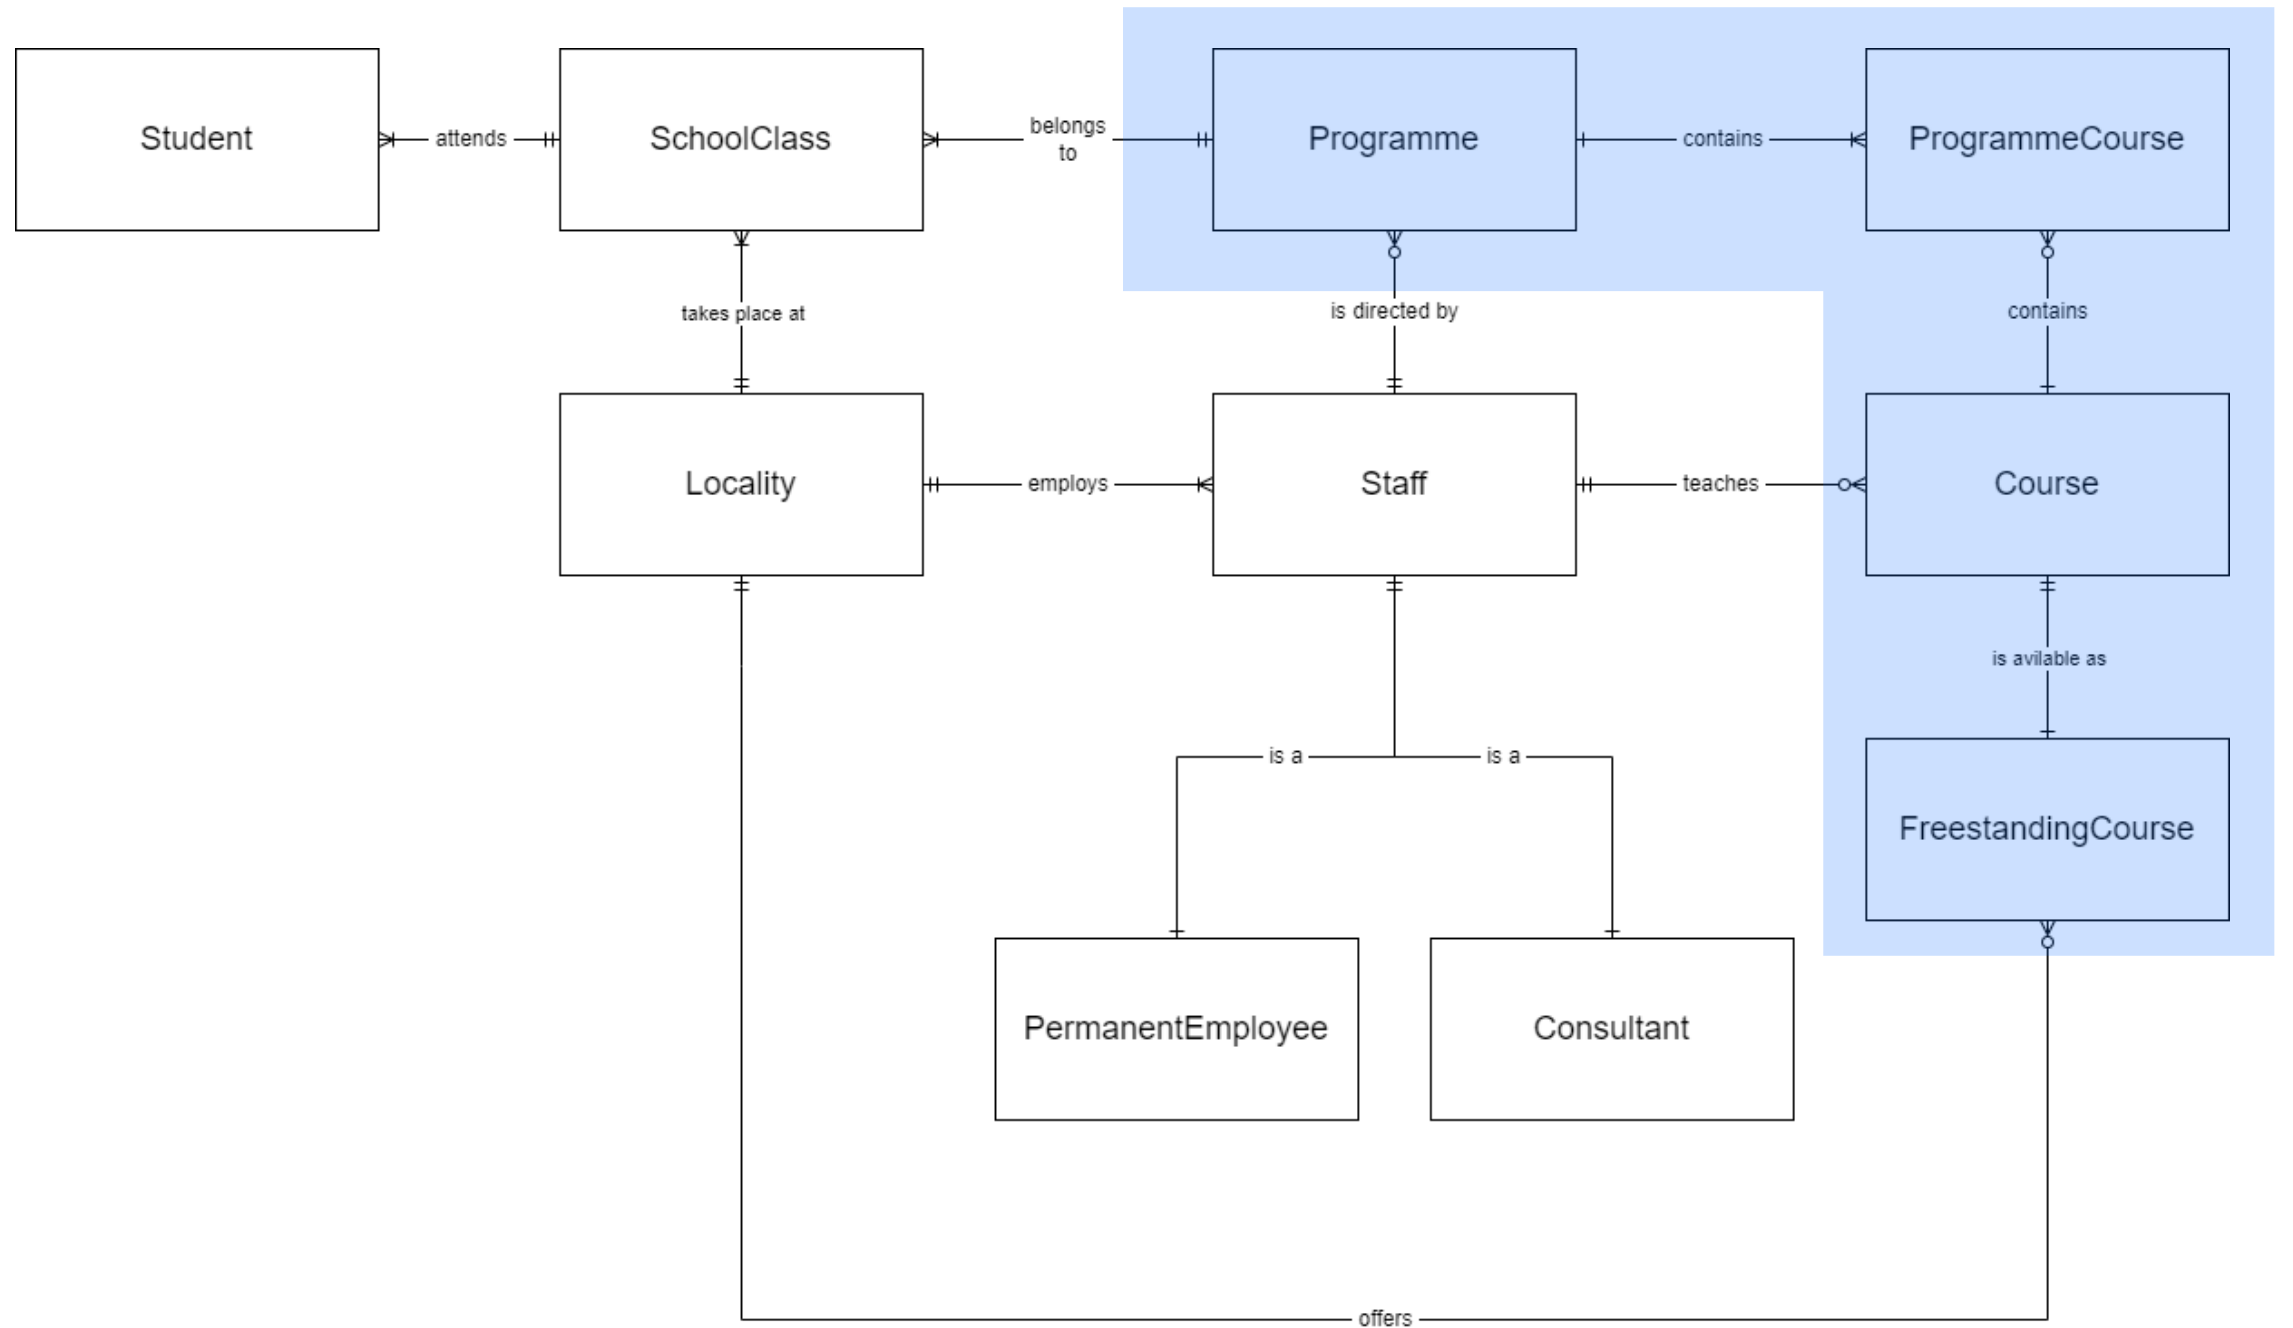 Student
attends
SchoolClass
belongs
to
Programme
contains
ProgrammeCourse
takes place at
is directed by
contains
Locality
employs
Staff
teaches
Course
is avilable as
is a
is a
FreestandingCourse
PermanentEmployee
Consultant
offers